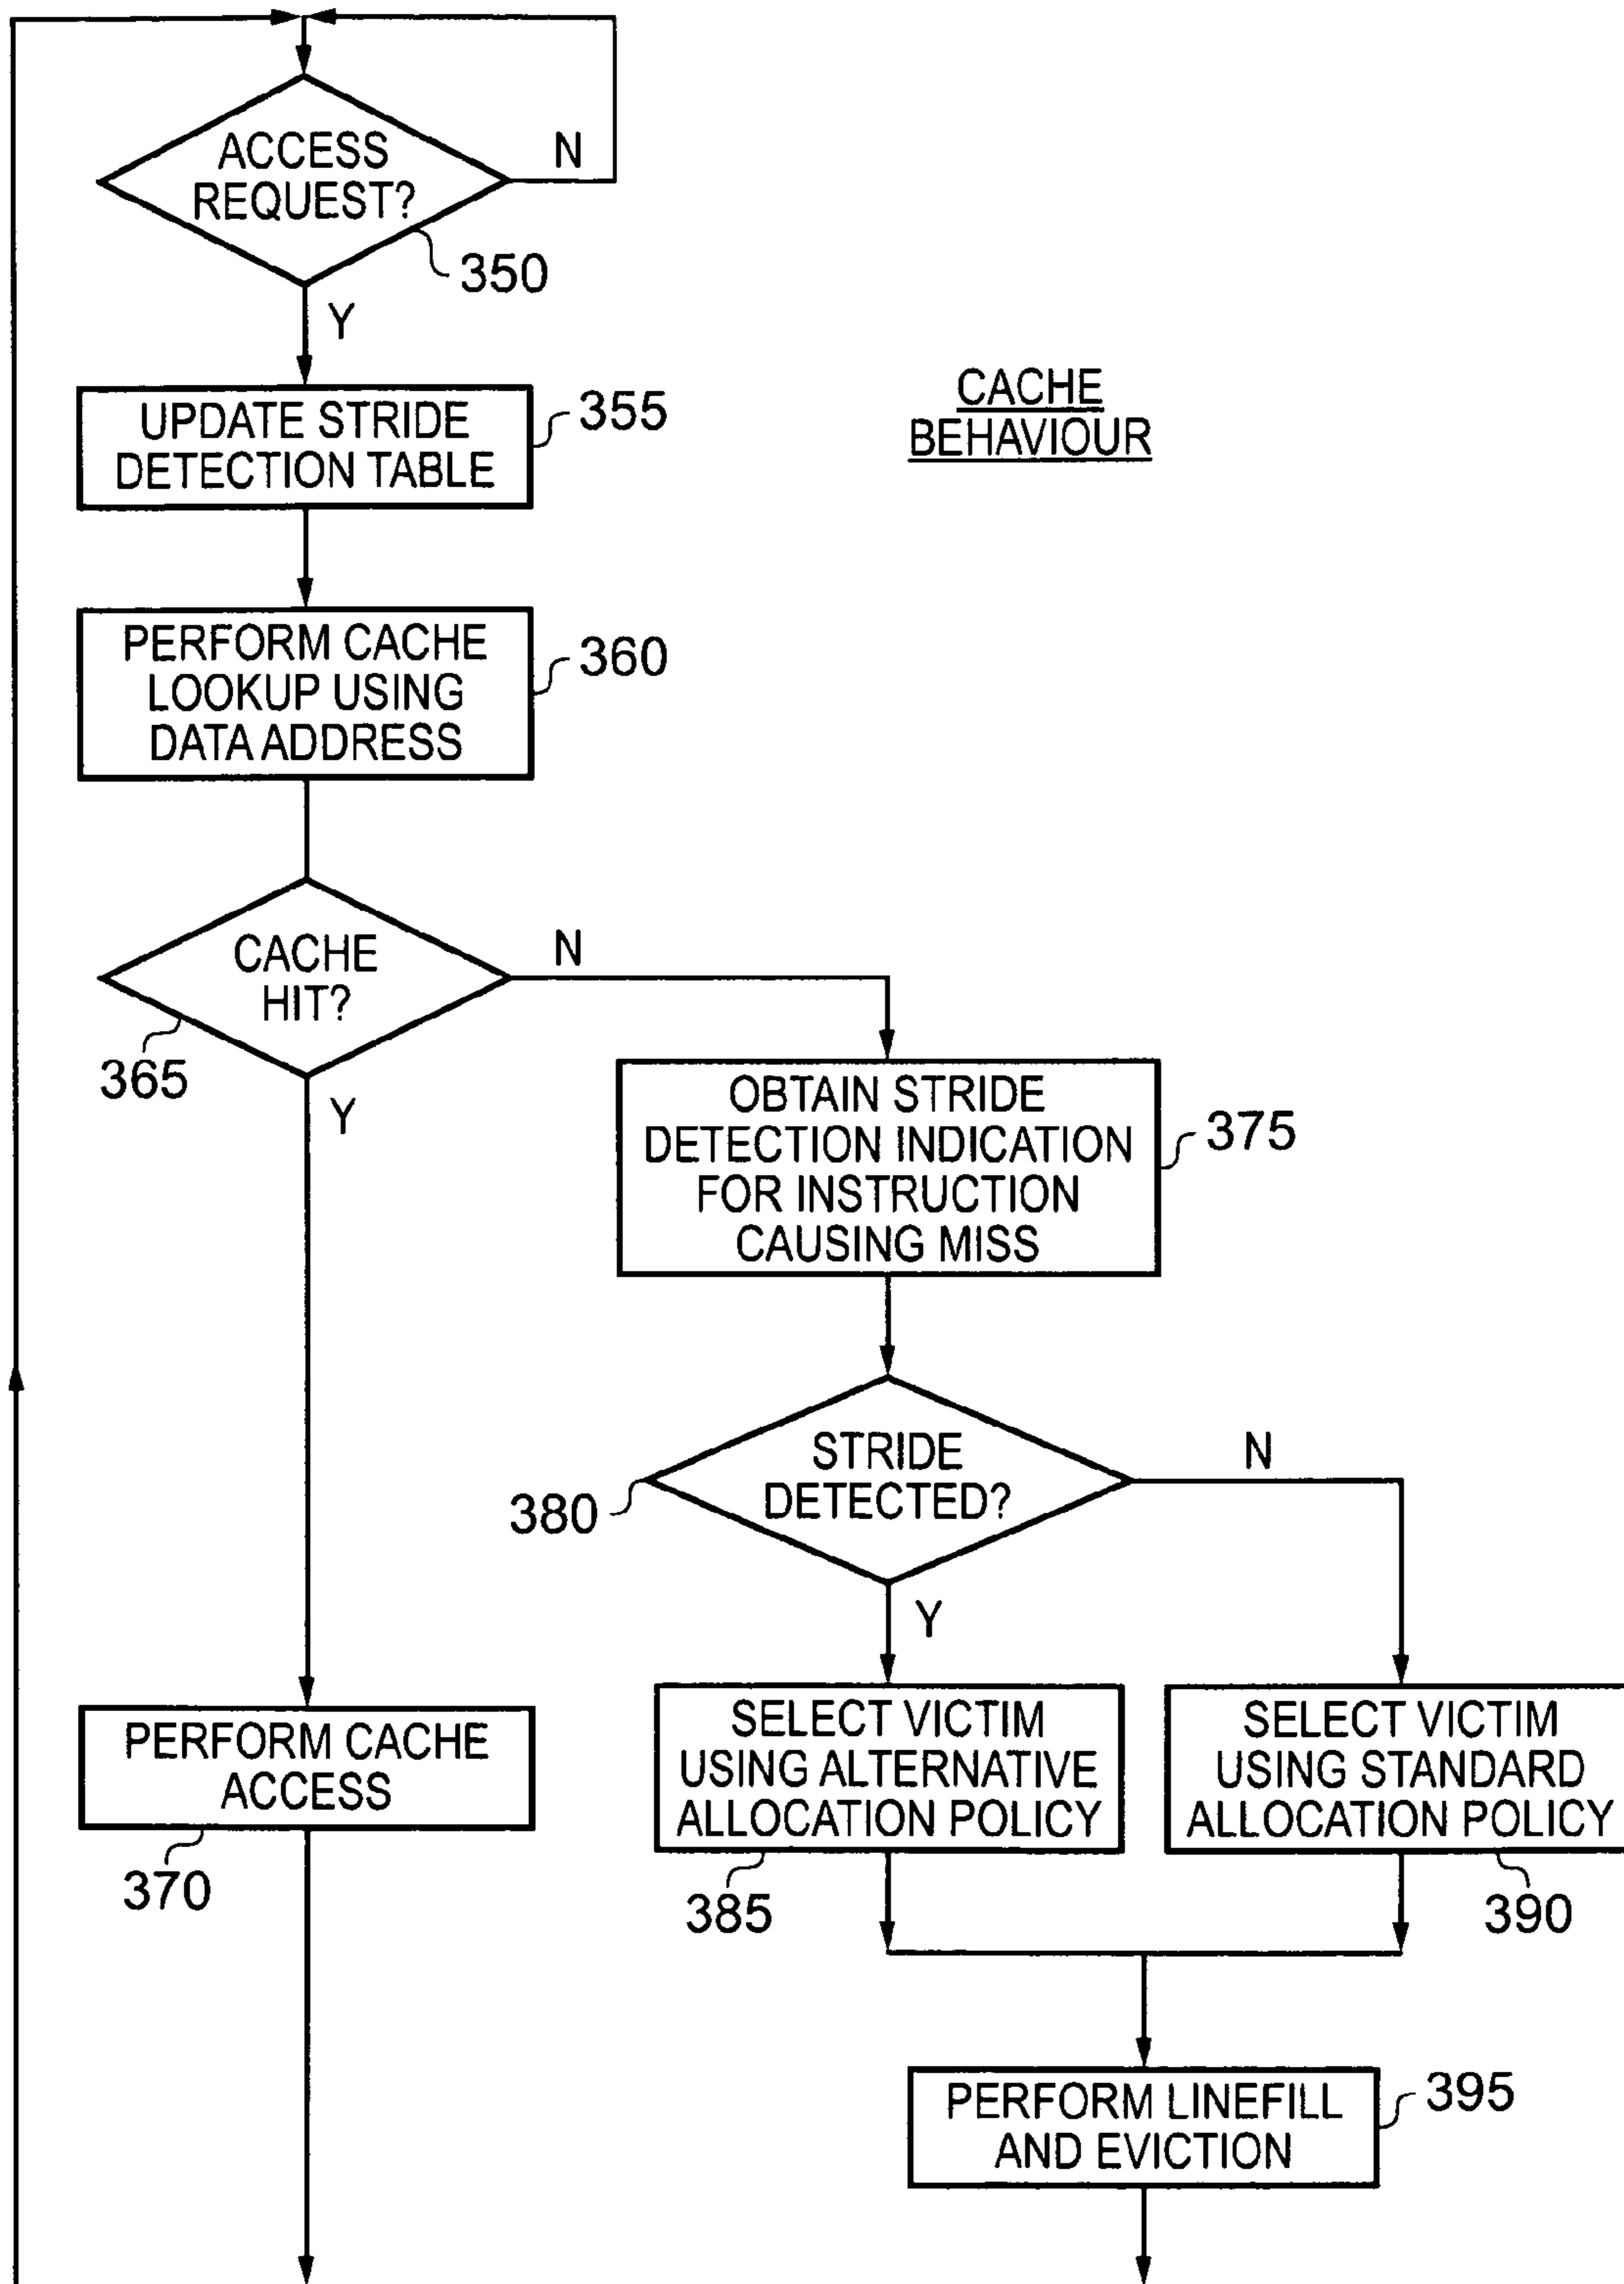 ACCESS
REQUEST?
N
350
Y
CACHE
BEHAVIOUR
UPDATE STRIDE
DETECTION TABLE
355
PERFORM CACHE
LOOKUP USING
DATA ADDRESS
360
CACHE
HIT?
N
365
Y
OBTAIN STRIDE
DETECTION INDICATION
FOR INSTRUCTION
CAUSING MISS
375
STRIDE
DETECTED?
N
380
Y
PERFORM CACHE
ACCESS
370
SELECT VICTIM
USING ALTERNATIVE
ALLOCATION POLICY
385
SELECT VICTIM
USING STANDARD
ALLOCATION POLICY
390
PERFORM LINEFILL
AND EVICTION
395